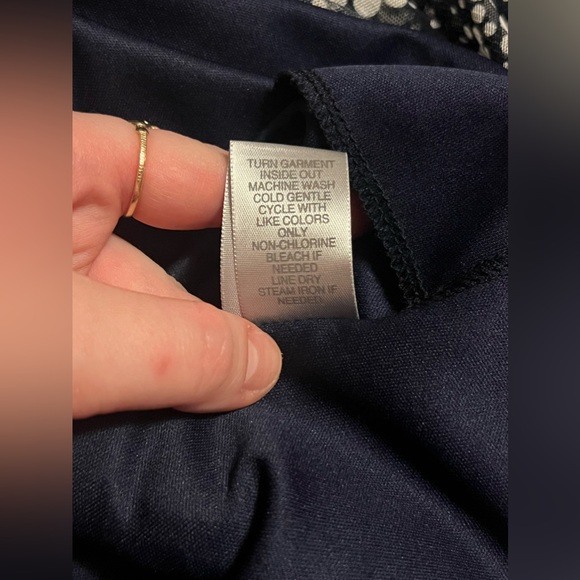 TURN GARMENT
INSIDE OUT
MACHINE WASH
COLD GENTLE
CYCLE WITH
LIKE COLORS
ONLY
NON-CHLORINE
BLEACH IF
NEEDED
LINE DRY
STEAM IRON IF
NEEDED